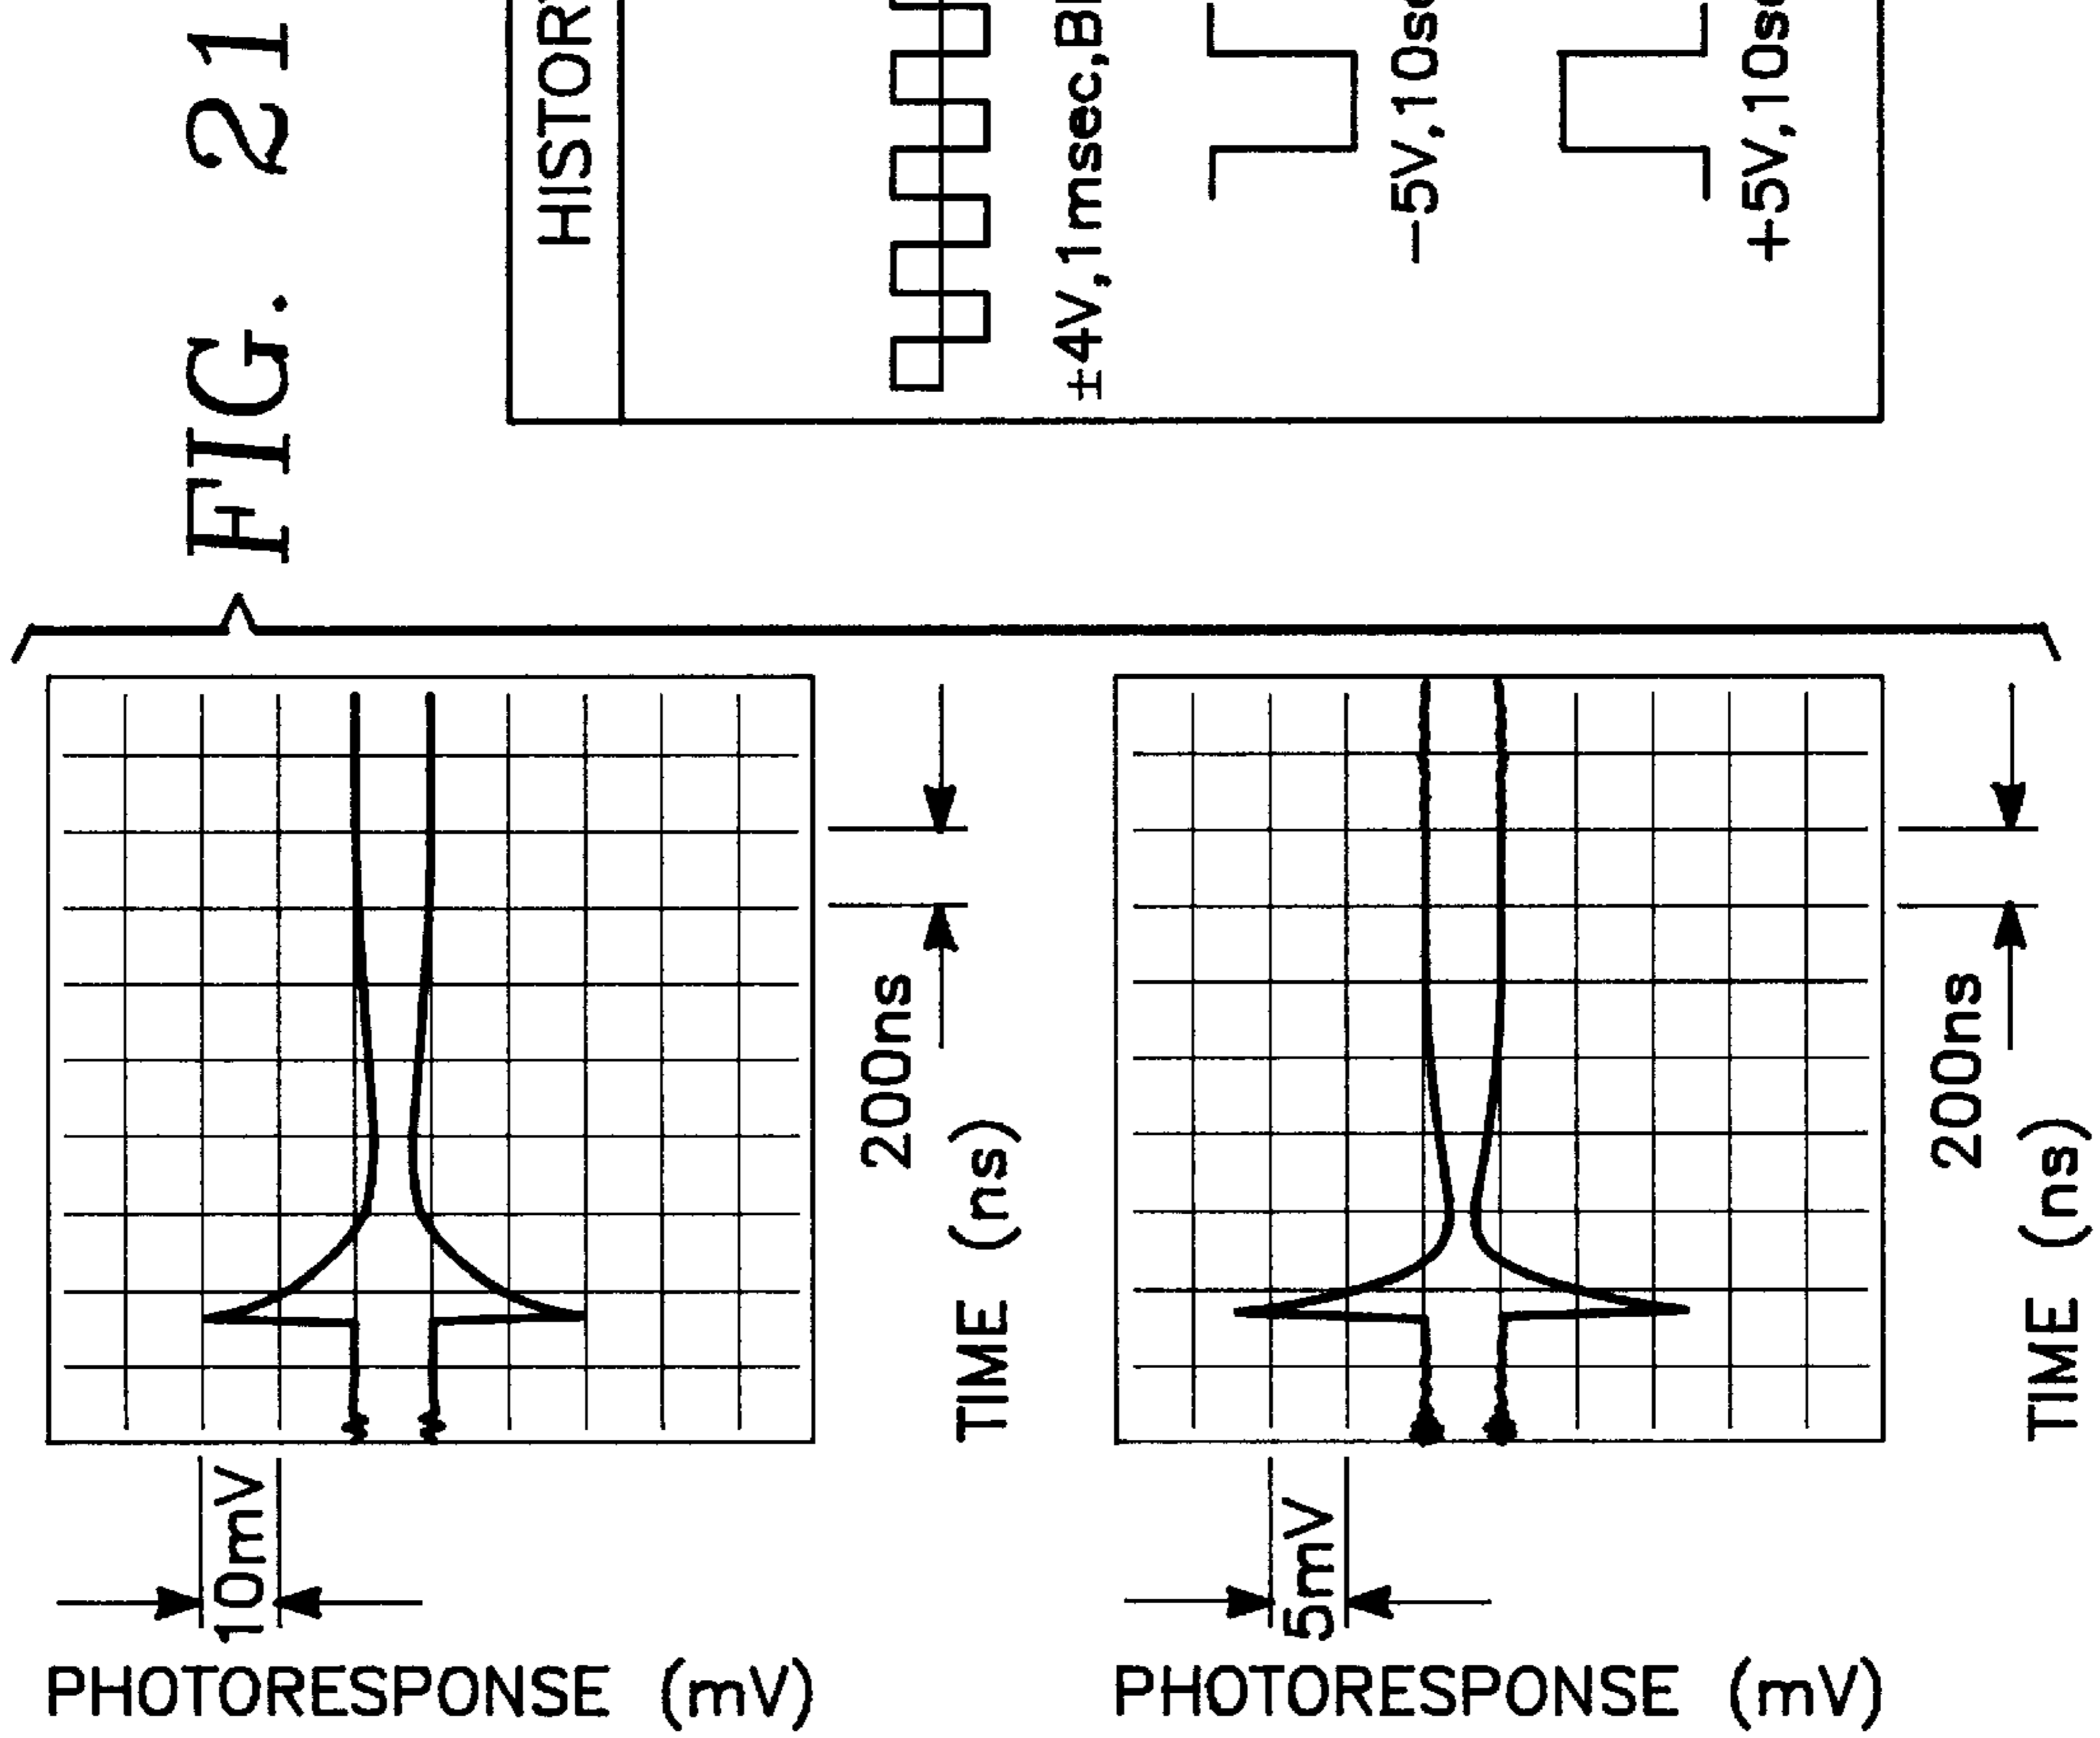 FIG. 21
HISTOR
±4V,1msec,B
−5V,10s
+5V,10s
10mV
PHOTORESPONSE (mV)
200ns
TIME (ns)
5mV
PHOTORESPONSE (mV)
200ns
TIME (ns)